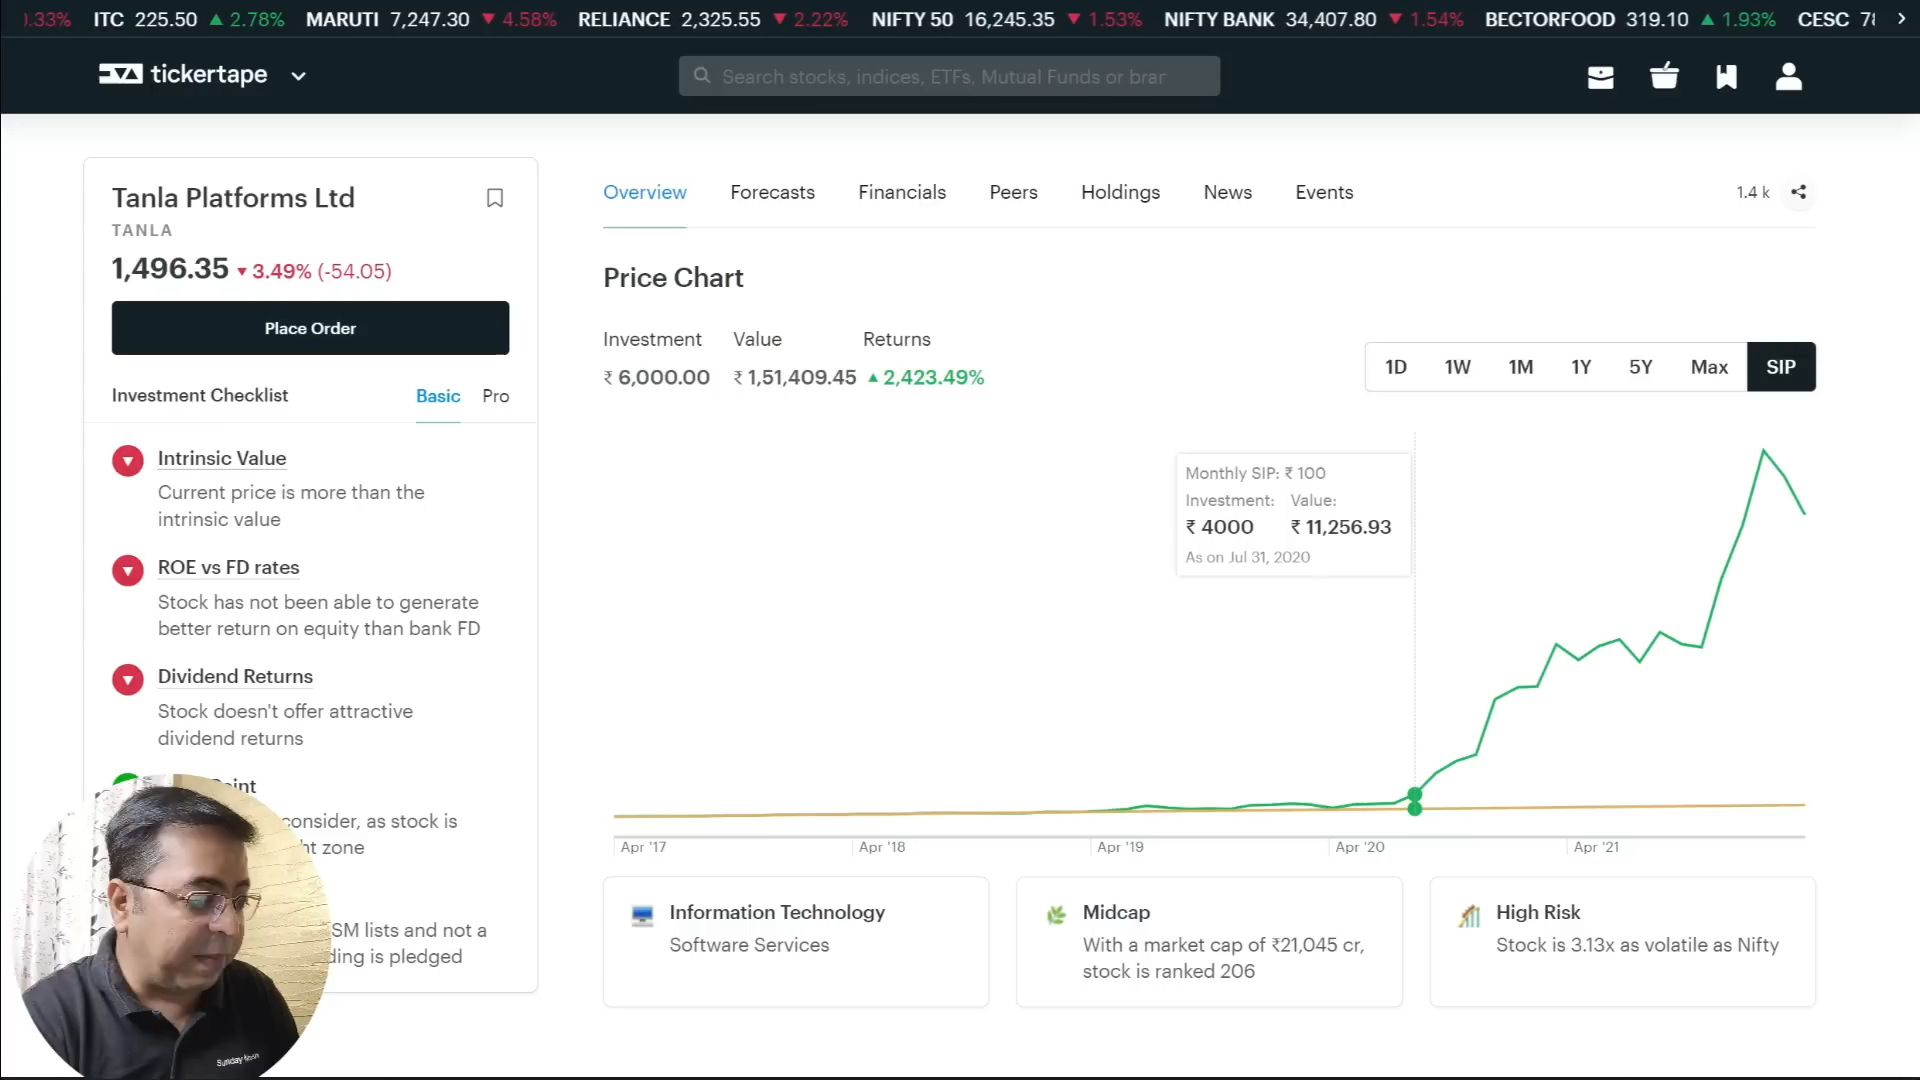 0.33% ITC 225.50 ▲ 2.78% MARUTI 7,247.30 ▼ 4.58% RELIANCE 2,325.55 ▼ 2.22% NIFTY 50 16,245.35 ▼ 1.53% NIFTY BANK 34,407.80 ▼ 1.54% BECTORFOOD 319.10 ▲ 1.93% CESC
tickertape
Search stocks, indices, ETFs, Mutual Funds or brar
Tanla Platforms Ltd
TANLA
1,496.35 ▼ 3.49% (-54.05)
Place Order
Investment Checklist Basic Pro
Intrinsic Value
Current price is more than the
intrinsic value
ROE vs FD rates
Stock has not been able to generate
better return on equity than bank FD
Dividend Returns
Stock doesn't offer attractive
dividend returns
consider, as stock is
zone
SM lists and not a
is pledged
Overview Forecasts Financials Peers Holdings News Events 1.4 k
Price Chart
Investment Value Returns
₹ 6,000.00 ₹ 1,51,409.45 ▲ 2,423.49%
1D 1W 1M 1Y 5Y Max SIP
Monthly SIP: ₹ 100
Investment: Value:
₹ 4000 ₹ 11,256.93
As on Jul 31, 2020
Apr '17 Apr '18 Apr '19 Apr '20 Apr '21
Information Technology
Software Services
Midcap
With a market cap of ₹21,045 cr,
stock is ranked 206
High Risk
Stock is 3.13x as volatile as Nifty